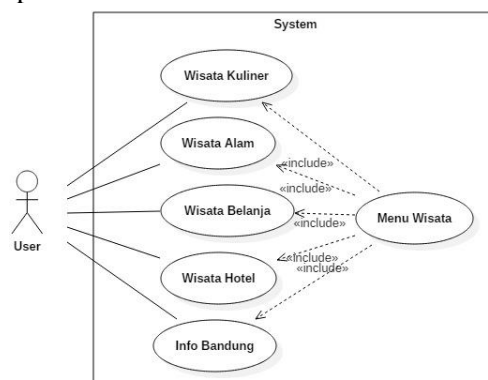 System
Wisata Kuliner
Wisata Alam
«include»
«include»
Wisata Belanja
Menu Wisata
«include»
User
Wisata Hotel
«include»
«include»
Info Bandung